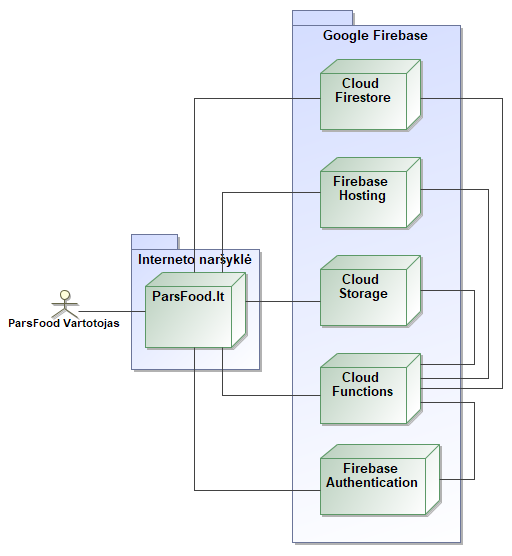 Google Firebase
Cloud
Firestore
Firebase
Hosting
Interneto naršyklė
ParsFood.lt
Cloud
Storage
ParsFood Vartotojas
Cloud
Functions
Firebase
Authentication